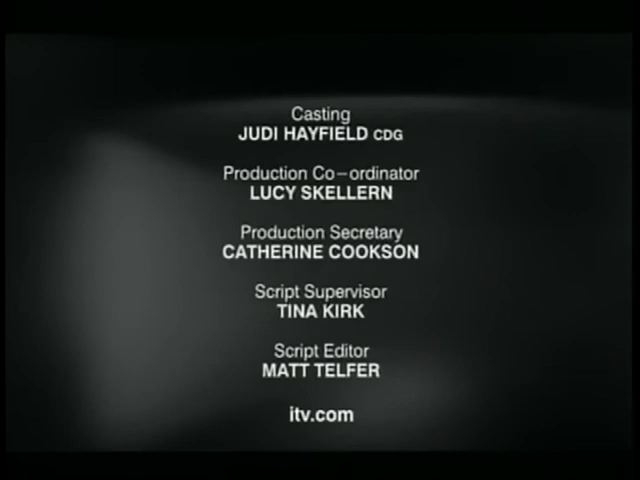 Casting
JUDI HAYFIELD CDG
Production Co-ordinator
LUCY SKELLERN
Production Secretary
CATHERINE COOKSON
Script Supervisor
TINA KIRK
Script Editor
MATT TELFER
itv.com